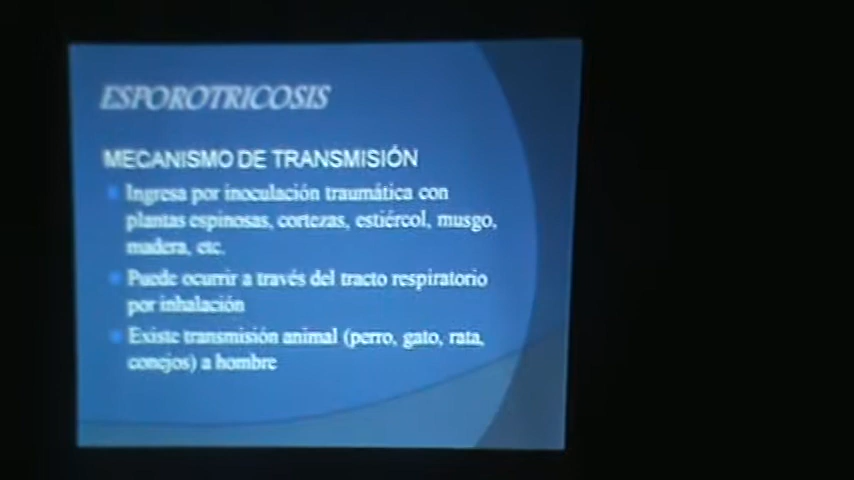 ESPOROTRICOSIS
MECANISMO DE TRANSMISIÓN
Ingresa por inoculación traumática con
plantas espinosas, cortezas, estiércol, musgo,
madera, etc.
Puede ocurrir a través del tracto respiratorio
por inhalación
Existe transmisión animal (perro, gato, rata,
conejos) a hombre